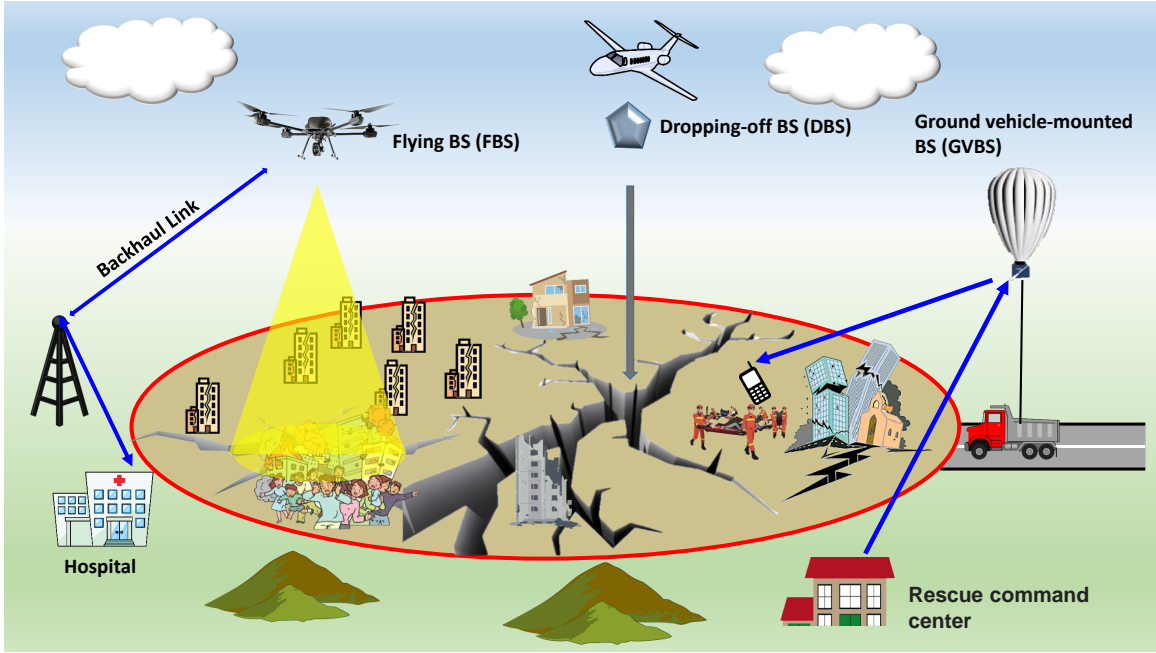 Flying BS (FBS)
Dropping-off BS (DBS)
Ground vehicle-mounted
BS (GVBS)
Backhaul Link
Hospital
Rescue command
center